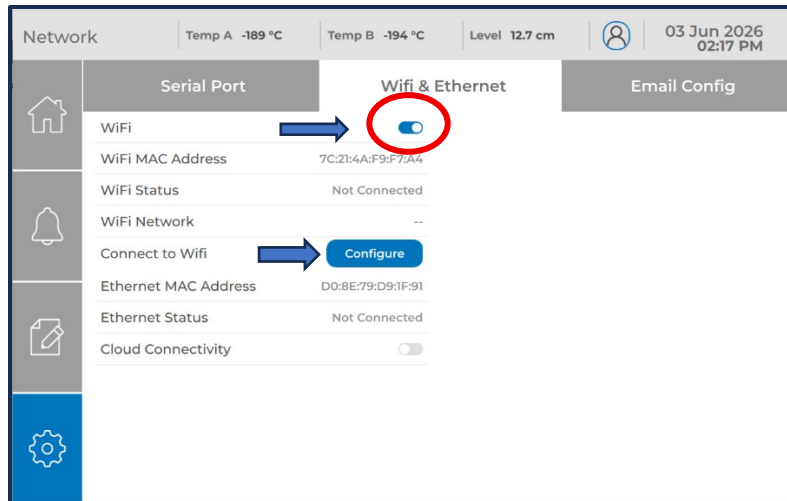 Network
Temp A -189 °C
Temp B -194 °C
Level 12.7 cm
03 Jun 2026
02:17 PM
Serial Port
Wifi & Ethernet
Email Config
WiFi
WiFi MAC Address 7C:21:4A:F9:F7:A4
WiFi Status Not Connected
WiFi Network --
Connect to Wifi Configure
Ethernet MAC Address D0:8E:79:D9:1F:91
Ethernet Status Not Connected
Cloud Connectivity